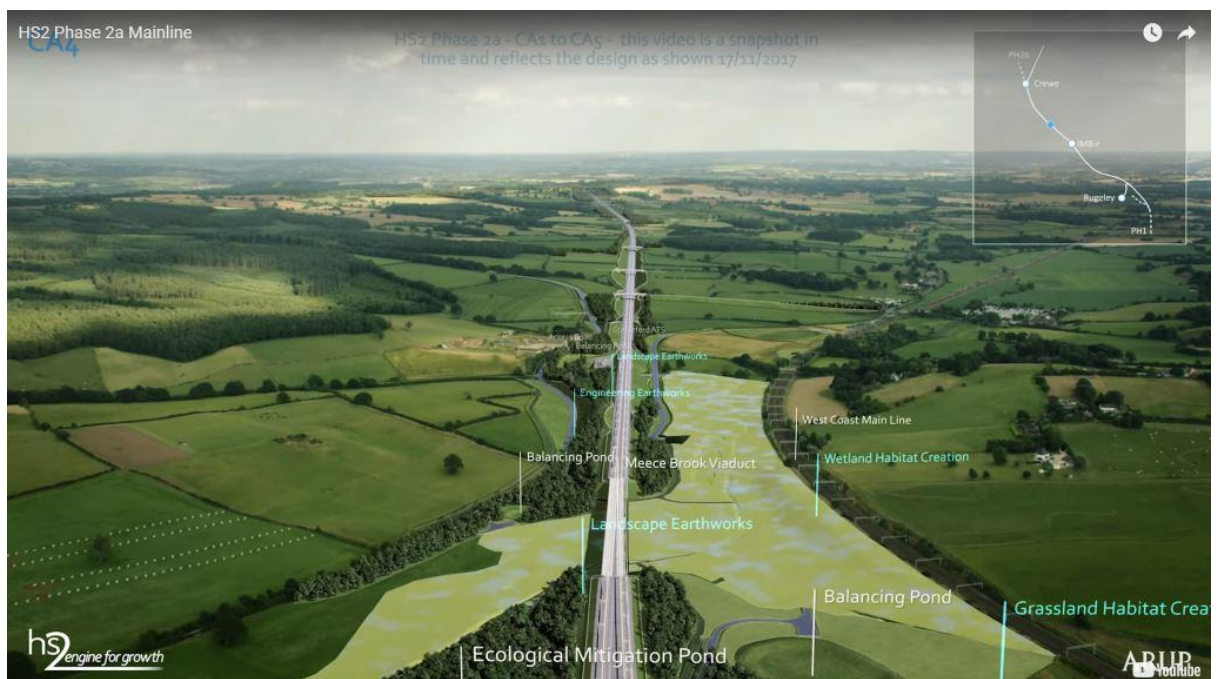 HS2 Phase 2a Mainline
CA4
HS2 Phase 2a - CA1 to CA5 - this video is a snapshot in
time and reflects the design as shown 17/11/2017
PH2b
Crewe
IMB-r
Rugeley
PH1
Balancing Pond
Landscape Earthworks
Engineering Earthworks
West Coast Main Line
Balancing Pond
Meece Brook Viaduct
Wetland Habitat Creation
Landscape Earthworks
Balancing Pond
Grassland Habitat Crea
Ecological Mitigation Pond
hs2 engine for growth
ARUP
YouTube